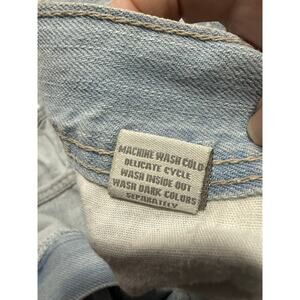 MACHINE WASH COLD
DELICATE CYCLE
WASH INSIDE OUT
WASH DARK COLORS
SEPARATELY